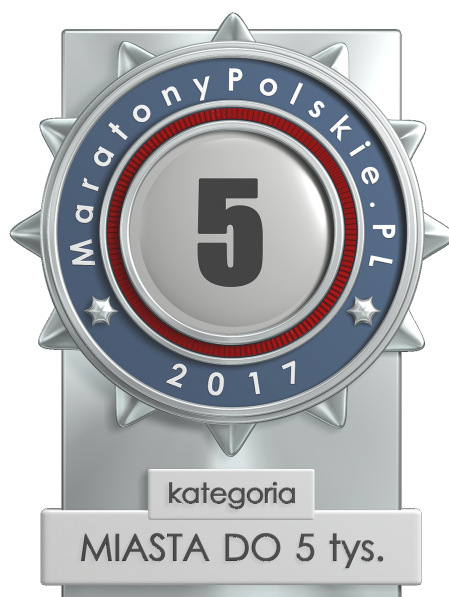 MaratonyPolskie.PL
5
2017
kategoria
MIASTA DO 5 tys.